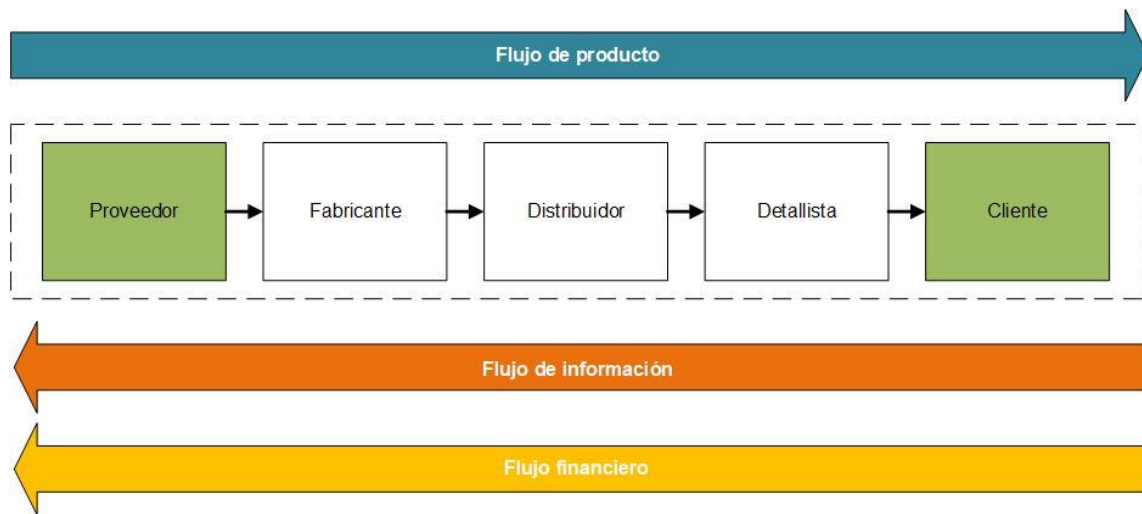 Flujo de producto
Proveedor
Fabricante
Distribuidor
Detallista
Cliente
Flujo de información
Flujo financiero